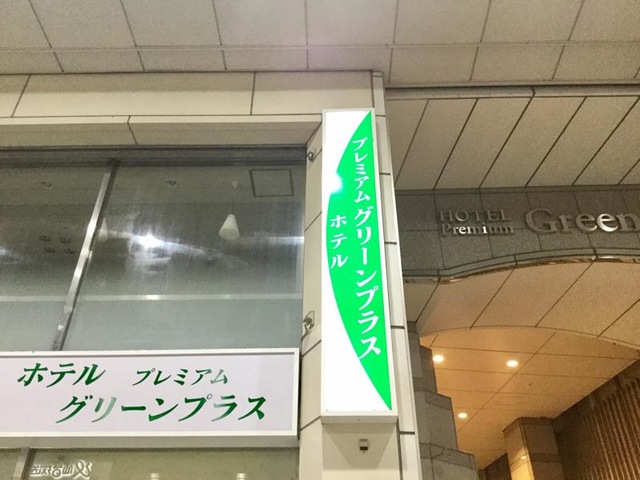 プレミアムグリーンプラス
ホテル
HOTEL
Premium Green
ホテル プレミアム
グリーンプラス